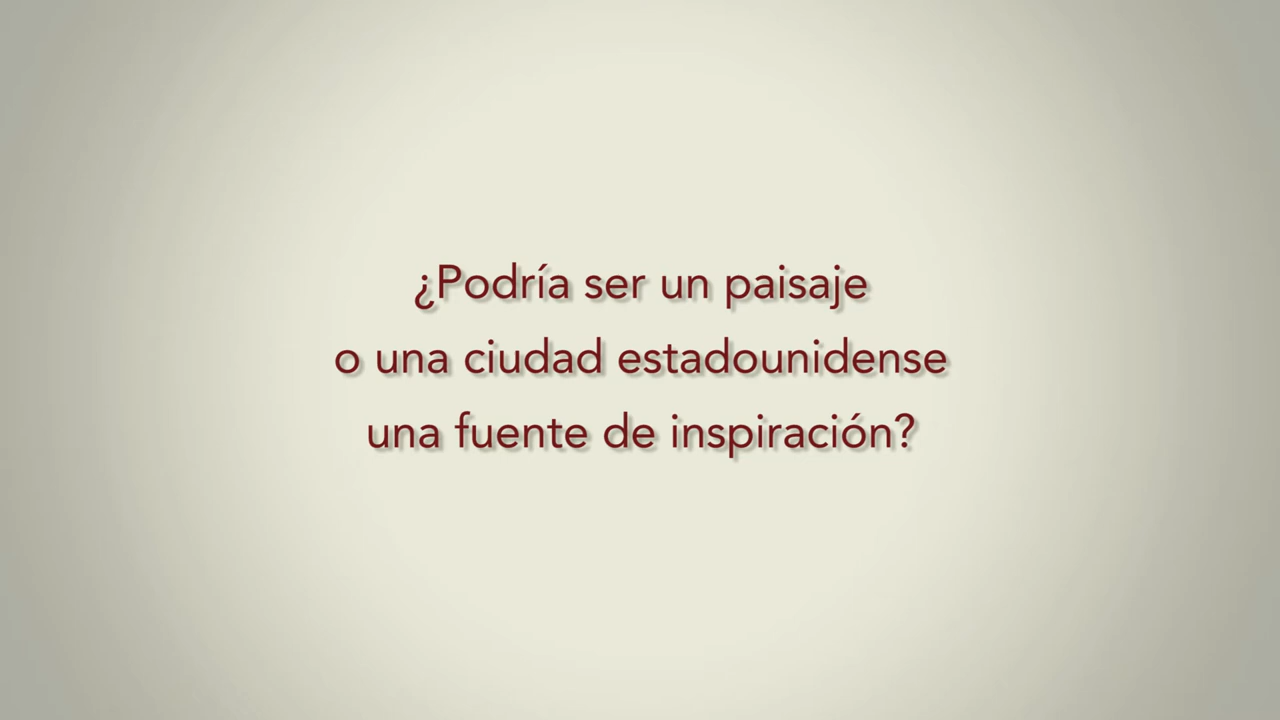 ¿Podría ser un paisaje
o una ciudad estadounidense
una fuente de inspiración?